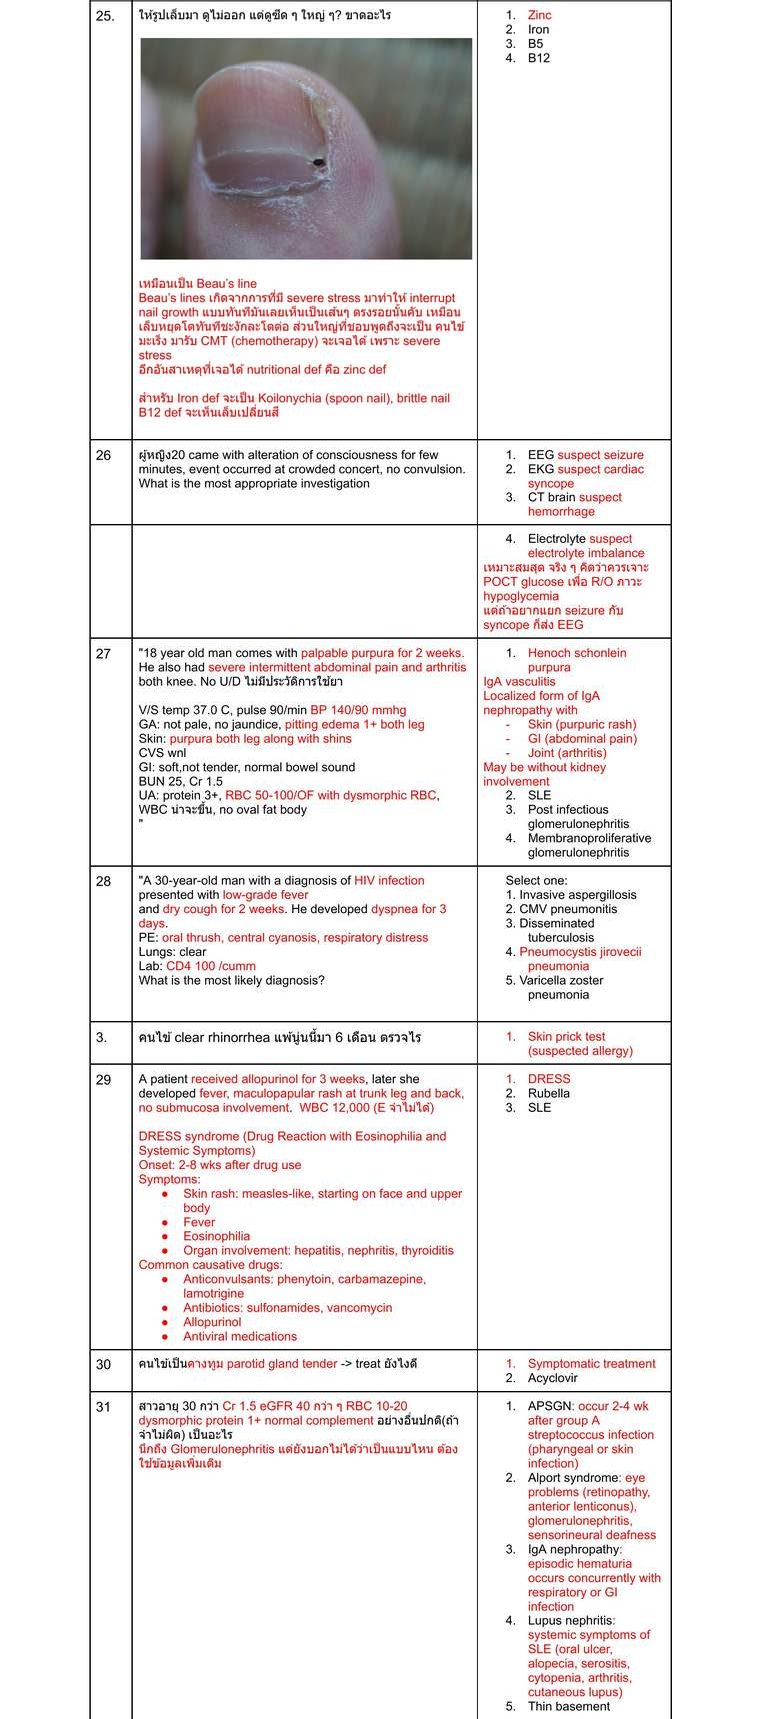 25.
ให้รูปเล็บมา ดูไม่ออก แต่ดูซีด ๆ ใหญ่ ๆ? ขาดอะไร
1. Zinc
2. Iron
3. B5
4. B12
เหมือนเป็น Beau's line
Beau's lines เกิดจากการที่มี severe stress มาทำให้ interrupt
nail growth แบบทันทีมันเลยเห็นเป็นเส้นๆ ตรงรอยนั้นคับ เหมือน
เล็บหยุดโตทันทีชะงักละโตต่อ ส่วนใหญ่ที่ชอบพูดถึงจะเป็น คนไข้
มะเร็ง มารับ CMT (chemotherapy) จะเจอได้ เพราะ severe
stress
อีกอันสาเหตุที่เจอได้ nutritional def คือ zinc def
สำหรับ Iron def จะเป็น Koilonychia (spoon nail), brittle nail
B12 def จะเห็นเล็บเปลี่ยนสี
26
ผู้หญิง20 came with alteration of consciousness for few
minutes, event occurred at crowded concert, no convulsion.
What is the most appropriate investigation
1. EEG suspect seizure
2. EKG suspect cardiac
syncope
3. CT brain suspect
hemorrhage
4. Electrolyte suspect
electrolyte imbalance
เหมาะสมสุด จริง ๆ คิดว่าควรเจาะ
POCT glucose เพื่อ R/O ภาวะ
hypoglycemia
แต่ถ้าอยากแยก seizure กับ
syncope ก็ส่ง EEG
27
"18 year old man comes with palpable purpura for 2 weeks.
He also had severe intermittent abdominal pain and arthritis
both knee. No U/D ไม่มีประวัติการใช้ยา
V/S temp 37.0 C, pulse 90/min BP 140/90 mmhg
GA: not pale, no jaundice, pitting edema 1+ both leg
Skin: purpura both leg along with shins
CVS wnl
GI: soft,not tender, normal bowel sound
BUN 25, Cr 1.5
UA: protein 3+, RBC 50-100/OF with dysmorphic RBC,
WBC น่าจะขึ้น, no oval fat body
"
1. Henoch schonlein
purpura
IgA vasculitis
Localized form of IgA
nephropathy with
- Skin (purpuric rash)
- GI (abdominal pain)
- Joint (arthritis)
May be without kidney
involvement
2. SLE
3. Post infectious
glomerulonephritis
4. Membranoproliferative
glomerulonephritis
28
"A 30-year-old man with a diagnosis of HIV infection
presented with low-grade fever
and dry cough for 2 weeks. He developed dyspnea for 3
days.
PE: oral thrush, central cyanosis, respiratory distress
Lungs: clear
Lab: CD4 100 /cumm
What is the most likely diagnosis?
Select one:
1. Invasive aspergillosis
2. CMV pneumonitis
3. Disseminated
tuberculosis
4. Pneumocystis jirovecii
pneumonia
5. Varicella zoster
pneumonia
3.
คนไข้ clear rhinorrhea แพ้นู่นนี้มา 6 เดือน ตรวจไร
1. Skin prick test
(suspected allergy)
29
A patient received allopurinol for 3 weeks, later she
developed fever, maculopapular rash at trunk leg and back,
no submucosa involvement. WBC 12,000 (E จำไม่ได้)
DRESS syndrome (Drug Reaction with Eosinophilia and
Systemic Symptoms)
Onset: 2-8 wks after drug use
Symptoms:
● Skin rash: measles-like, starting on face and upper
body
● Fever
● Eosinophilia
● Organ involvement: hepatitis, nephritis, thyroiditis
Common causative drugs:
● Anticonvulsants: phenytoin, carbamazepine,
lamotrigine
● Antibiotics: sulfonamides, vancomycin
● Allopurinol
● Antiviral medications
1. DRESS
2. Rubella
3. SLE
30
คนไข้เป็นคางทูม parotid gland tender -> treat ยังไงดี
1. Symptomatic treatment
2. Acyclovir
31
สาวอายุ 30 กว่า Cr 1.5 eGFR 40 กว่า ๆ RBC 10-20
dysmorphic protein 1+ normal complement อย่างอื่นปกติ(ถ้า
จำไม่ผิด) เป็นอะไร
นึกถึง Glomerulonephritis แต่ยังบอกไม่ได้ว่าเป็นแบบไหน ต้อง
ใช้ข้อมูลเพิ่มเติม
1. APSGN: occur 2-4 wk
after group A
streptococcus infection
(pharyngeal or skin
infection)
2. Alport syndrome: eye
problems (retinopathy,
anterior lenticonus),
glomerulonephritis,
sensorineural deafness
3. IgA nephropathy:
episodic hematuria
occurs concurrently with
respiratory or GI
infection
4. Lupus nephritis:
systemic symptoms of
SLE (oral ulcer,
alopecia, serositis,
cytopenia, arthritis,
cutaneous lupus)
5. Thin basement